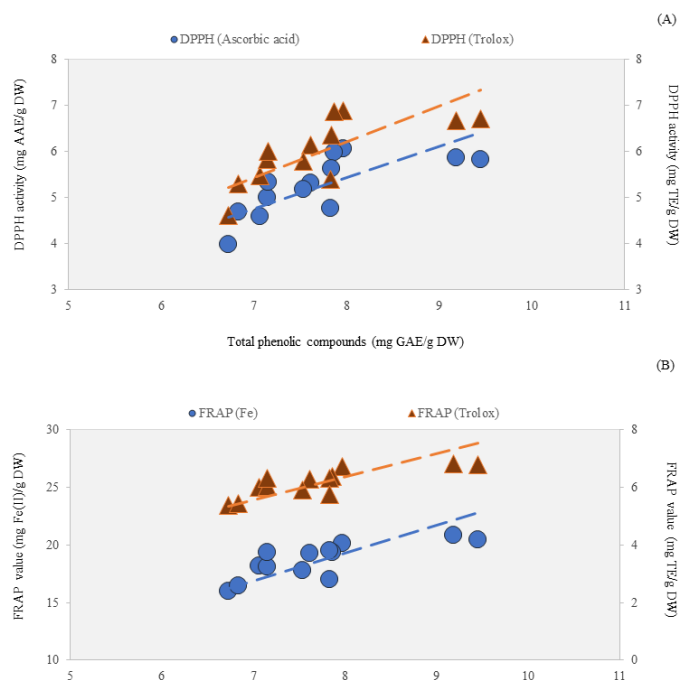 (A)
DPPH (Ascorbic acid) DPPH (Trolox)
DPPH activity (mg AAE/g DW)
8
7
6
5
4
3
8
7
6
5
4
3
DPPH activity (mg TE/g DW)
5 6 7 8 9 10 11
Total phenolic compounds (mg GAE/g DW)
(B)
FRAP (Fe) FRAP (Trolox)
FRAP value (mg Fe(II)/g DW)
30
25
20
15
10
8
6
4
2
0
FRAP value (mg TE/g DW)
5 6 7 8 9 10 11